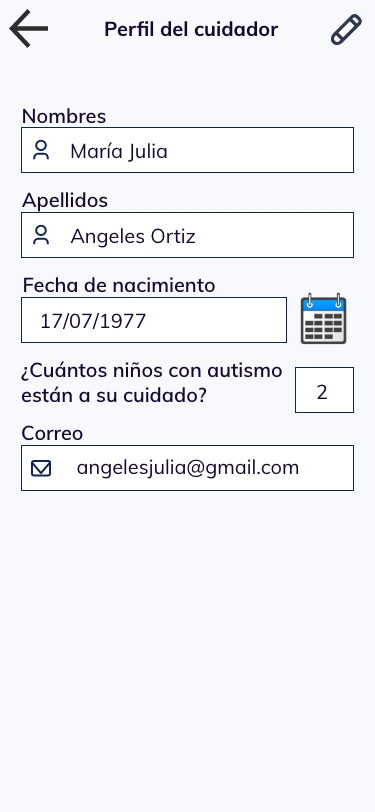 Perfil del cuidador
Nombres
María Julia
Apellidos
Angeles Ortiz
Fecha de nacimiento
17/07/1977
¿Cuántos niños con autismo
están a su cuidado?
2
Correo
angelesjulia@gmail.com